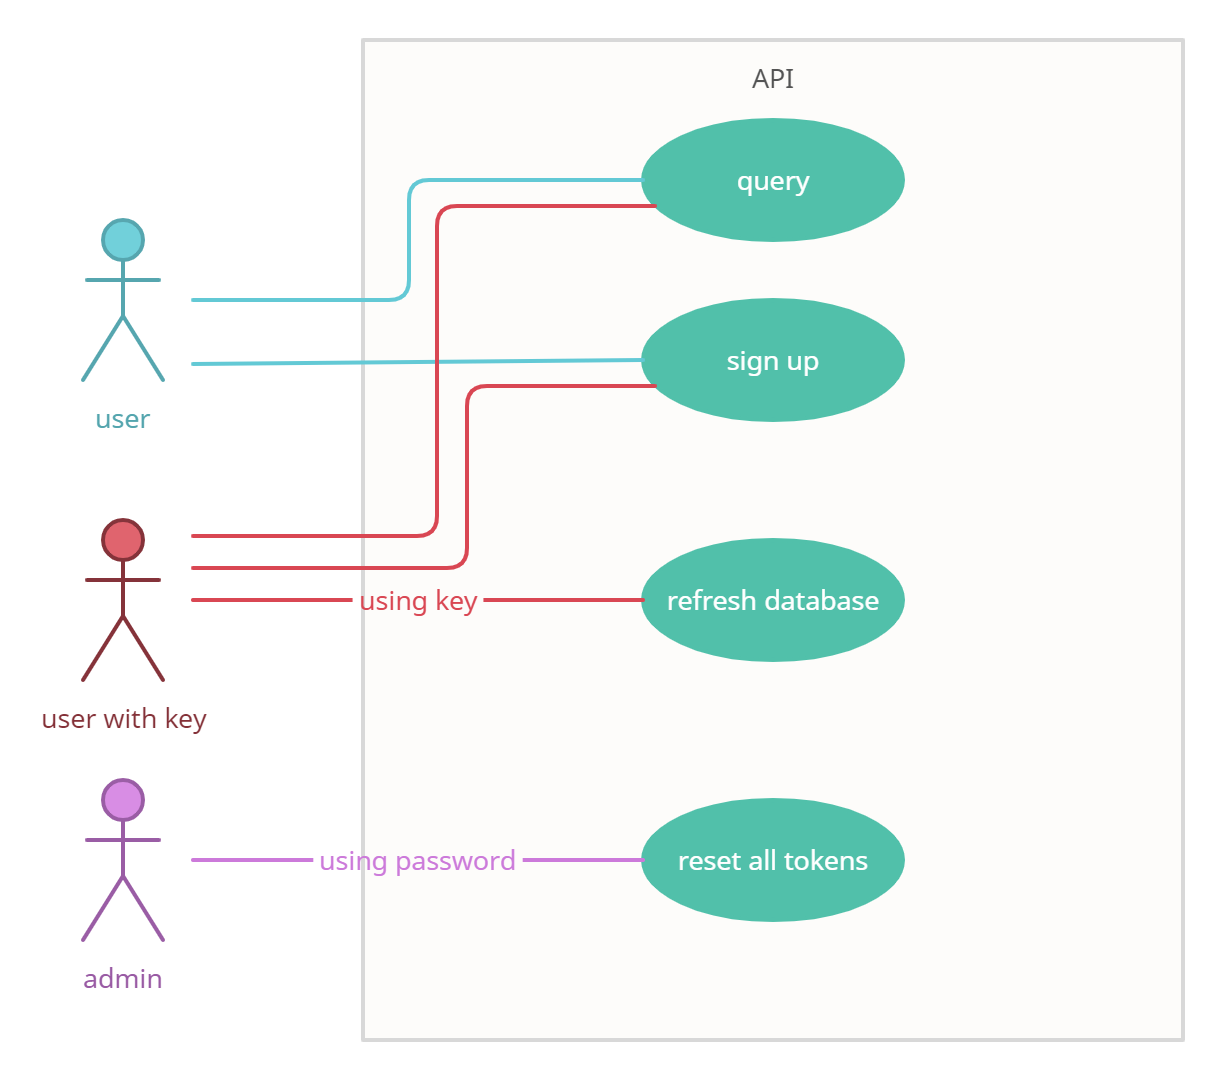 API
query
sign up
user
using key
refresh database
user with key
using password
reset all tokens
admin